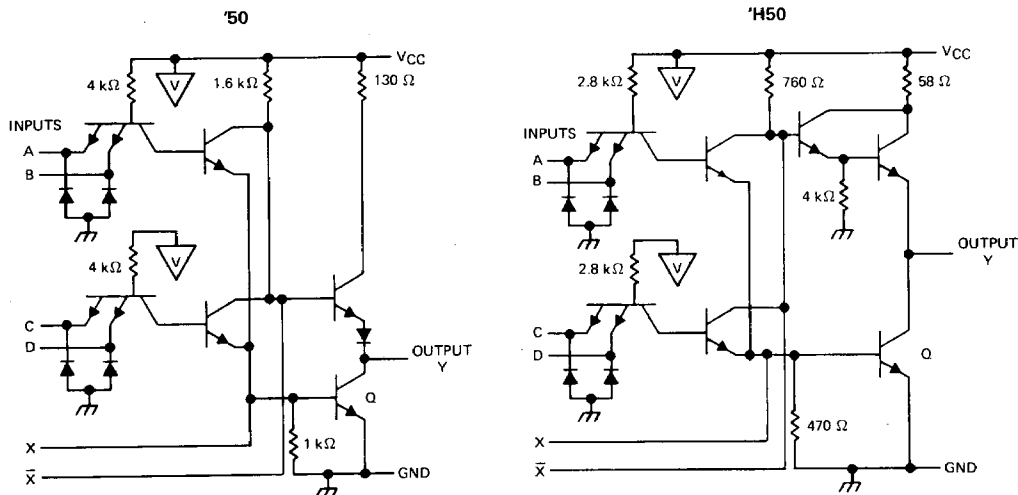 '50
VCC
4 kΩ
V
1.6 kΩ
130 Ω
INPUTS
A
B
4 kΩ
V
C
D
OUTPUT
Y
Q
1 kΩ
X
X̅
GND
'H50
VCC
2.8 kΩ
V
760 Ω
58 Ω
INPUTS
A
B
4 kΩ
2.8 kΩ
V
OUTPUT
Y
C
D
Q
470 Ω
X
X̅
GND